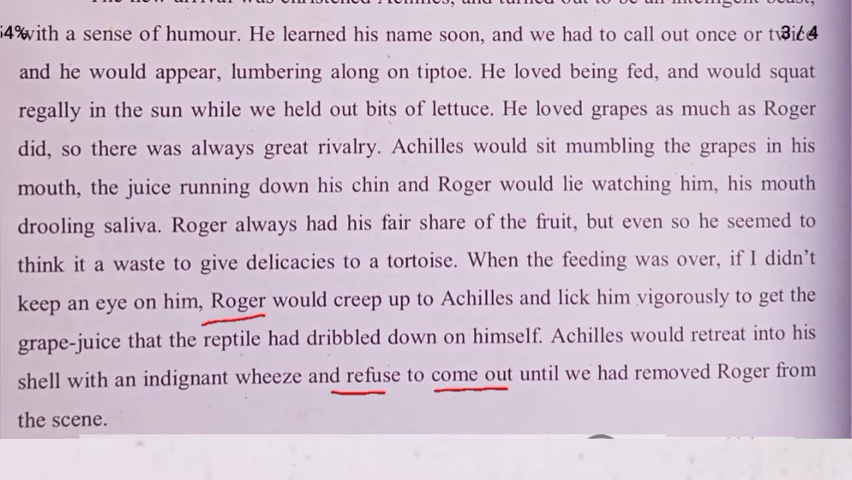 with a sense of humour. He learned his name soon, and we had to call out once or twice
54%
3 / 4
and he would appear, lumbering along on tiptoe. He loved being fed, and would squat
regally in the sun while we held out bits of lettuce. He loved grapes as much as Roger
did, so there was always great rivalry. Achilles would sit mumbling the grapes in his
mouth, the juice running down his chin and Roger would lie watching him, his mouth
drooling saliva. Roger always had his fair share of the fruit, but even so he seemed to
think it a waste to give delicacies to a tortoise. When the feeding was over, if I didn't
keep an eye on him, Roger would creep up to Achilles and lick him vigorously to get the
grape-juice that the reptile had dribbled down on himself. Achilles would retreat into his
shell with an indignant wheeze and refuse to come out until we had removed Roger from
the scene.